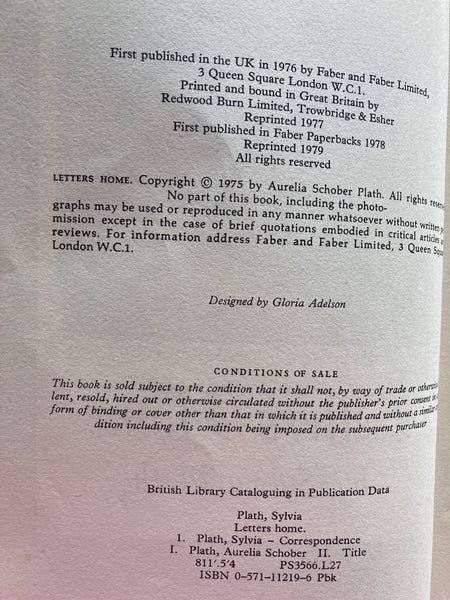 First published in the UK in 1976 by Faber and Faber Limited,
3 Queen Square London W.C.1.
Printed and bound in Great Britain by
Redwood Burn Limited, Trowbridge & Esher
Reprinted 1977
First published in Faber Paperbacks 1978
Reprinted 1979
All rights reserved
LETTERS HOME. Copyright © 1975 by Aurelia Schober Plath. All rights
No part of this book, including the photo-
graphs may be used or reproduced in any manner whatsoever without written
mission except in the case of brief quotations embodied in critical articles
reviews. For information address Faber and Faber Limited, 3 Queen
London W.C.1.
Designed by Gloria Adelson
CONDITIONS OF SALE
This book is sold subject to the condition that it shall not, by way of trade or
lent, resold, hired out or otherwise circulated without the publisher's prior consent
form of binding or cover other than that in which it is published and without a similar
dition including this condition being imposed on the subsequent purchaser
British Library Cataloguing in Publication Data
Plath, Sylvia
Letters home.
1. Plath, Sylvia – Correspondence
I. Plath, Aurelia Schober II. Title
811'.5'4 PS3566.L27
ISBN 0–571–11219–6 Pbk